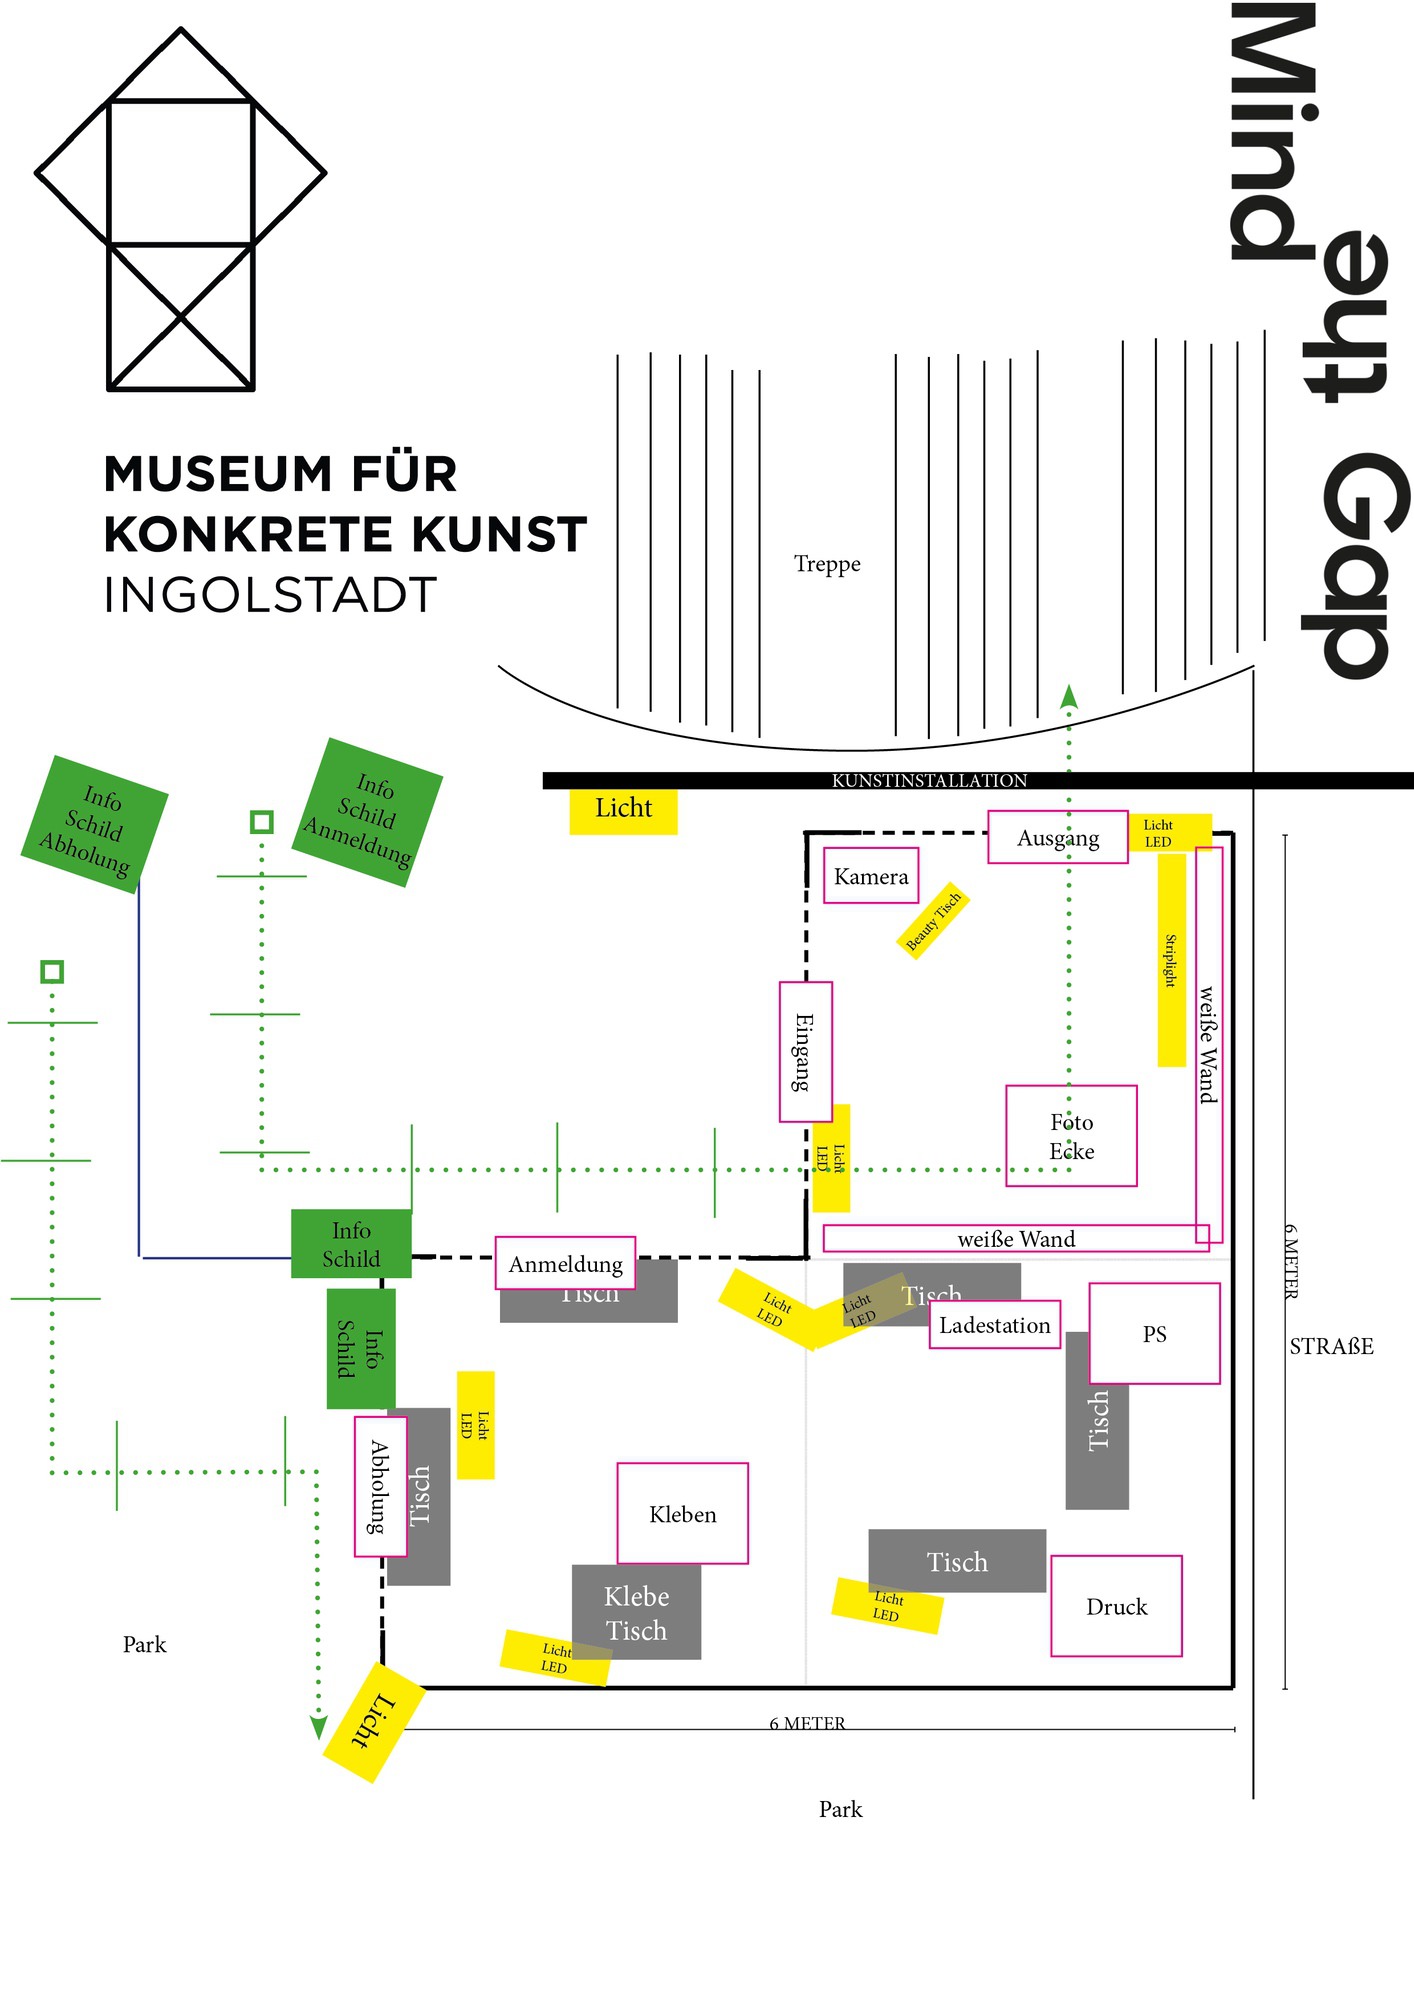 Mind
the
Gap
MUSEUM FÜR
KONKRETE KUNST
INGOLSTADT
Treppe
KUNSTINSTALLATION
Info
Schild
Abholung
Info
Schild
Anmeldung
Licht
Ausgang
Licht
LED
Kamera
Beauty Tisch
Striplight
weiße Wand
Eingang
Foto
Ecke
Licht
LED
weiße Wand
Info
Schild
Anmeldung
Tisch
Licht
LED
Licht
LED
Tisch
Ladestation
PS
6 METER
STRAßE
Info
Schild
Licht
LED
Tisch
Abholung
Tisch
Kleben
Klebe
Tisch
Tisch
Licht
LED
Druck
Licht
LED
Park
Licht
6 METER
Park